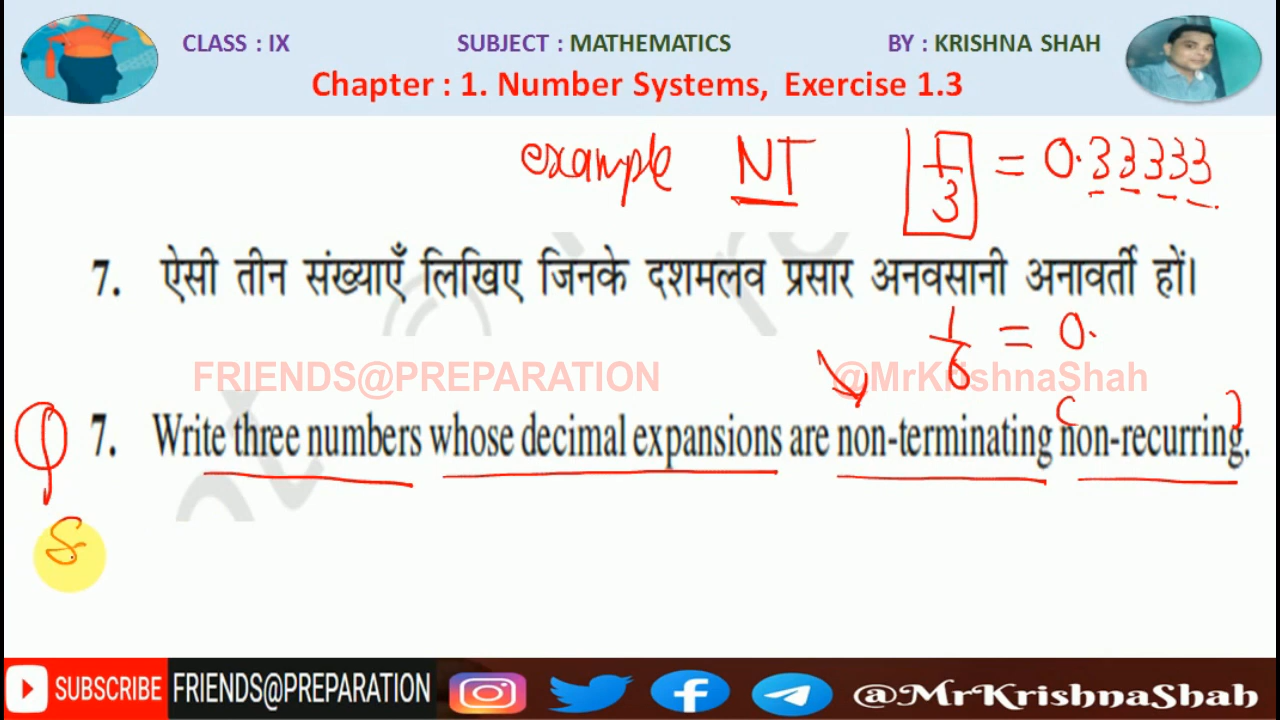 CLASS : IX SUBJECT : MATHEMATICS BY : KRISHNA SHAH
Chapter : 1. Number Systems, Exercise 1.3
example NT 1/3 = 0.33333
7. ऐसी तीन संख्याएँ लिखिए जिनके दशमलव प्रसार अनवसानी अनावर्ती हों।
1/6 = 0.
FRIENDS@PREPARATION @MrKrishnaShah
7. Write three numbers whose decimal expansions are non-terminating non-recurring.
S
SUBSCRIBE FRIENDS@PREPARATION @MrKrishnaShah